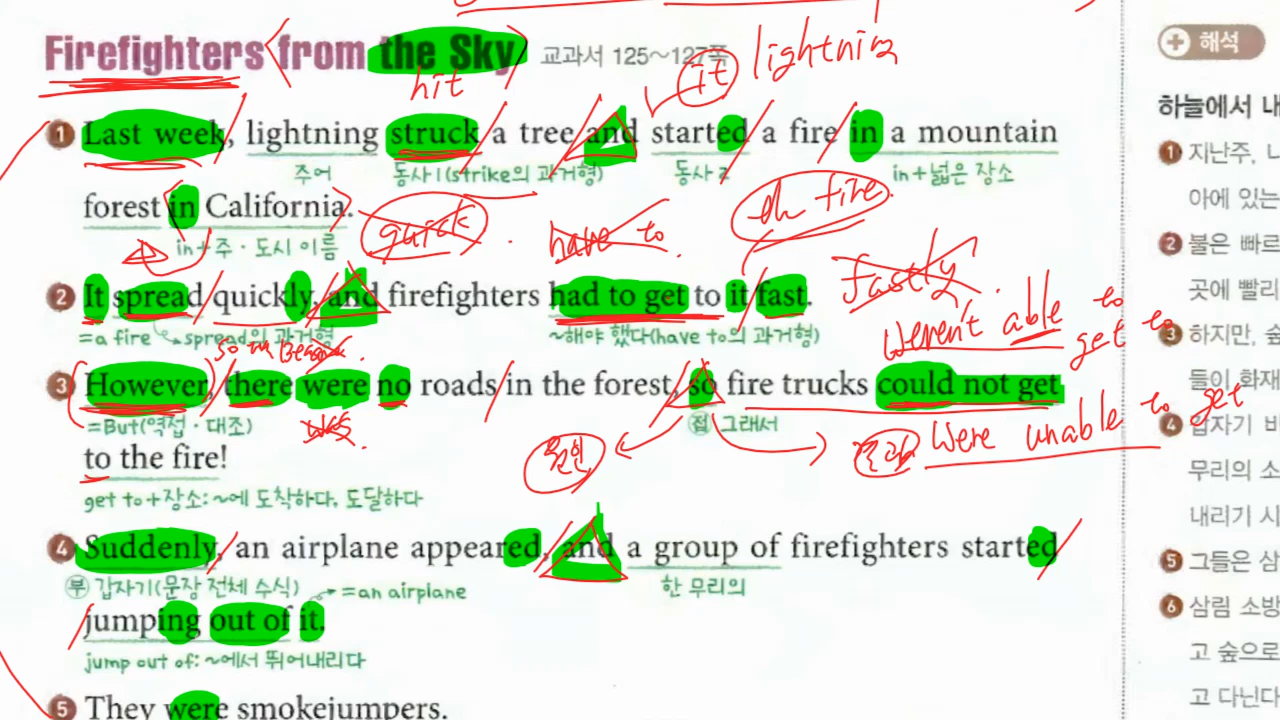 Firefighters from the Sky 교과서 125~127쪽
it lightning
hit
1 Last week, lightning struck a tree and started a fire in a mountain
주어 동사1(strike의 과거형) 동사2 in+넓은 장소
forest in California.
quick have to the fire
in+주·도시 이름
2 It spread quickly, and firefighters had to get to it fast.
fastly
=a fire spread의 과거형 ~해야 했다(have to의 과거형)
weren't able to
get to
3 However, there were no roads in the forest, so fire trucks could not get
=But(역접·대조) was 접 그래서
원인 결과 were unable to get
to the fire!
get to+장소: ~에 도착하다, 도달하다
4 Suddenly, an airplane appeared, and a group of firefighters started
부 갑자기(문장 전체 수식) =an airplane 한 무리의
jumping out of it.
jump out of: ~에서 뛰어내리다
5 They were smokejumpers.
+ 해석
하늘에서 내
1 지난주, 
아에 있는
2 불은 빠르
곳에 빨리
3 하지만, 숲
들이 화재
4 갑자기 비
무리의 소
내리기 시
5 그들은 삼
6 삼림 소방
고 숲으로
고 다닌다